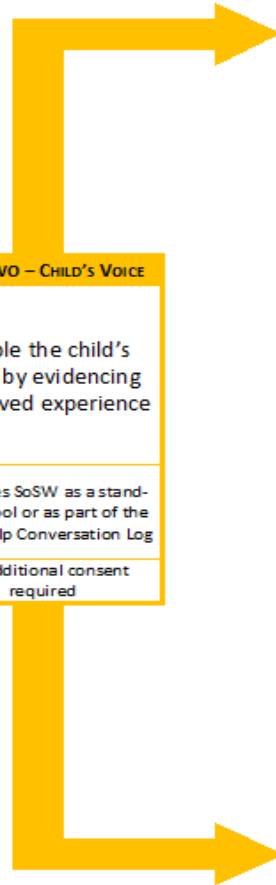 WO – CHILD'S VOICE
ble the child's
by evidencing
ved experience
es SoSW as a stand-
ool or as part of the
lp Conversation Log
dditional consent
required